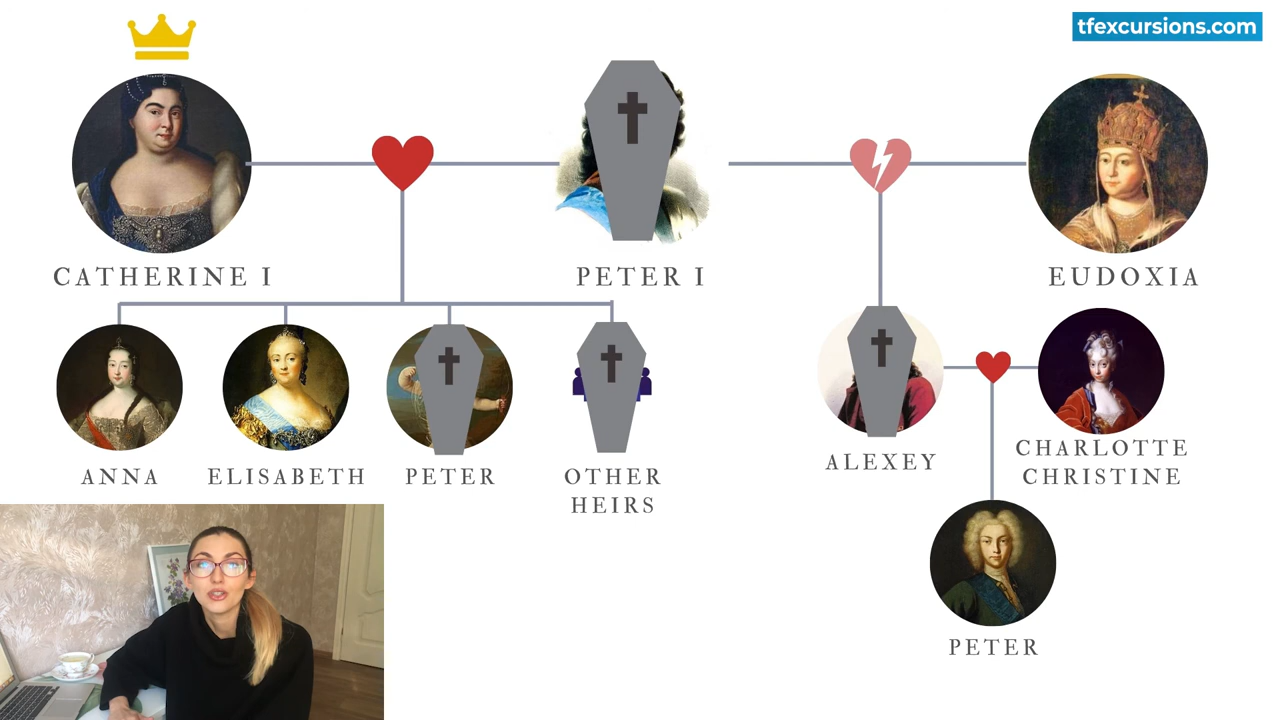 tfexcursions.com
CATHERINE I
PETER I
EUDOXIA
ANNA
ELISABETH
PETER
OTHER
HEIRS
ALEXEY
CHARLOTTE
CHRISTINE
PETER